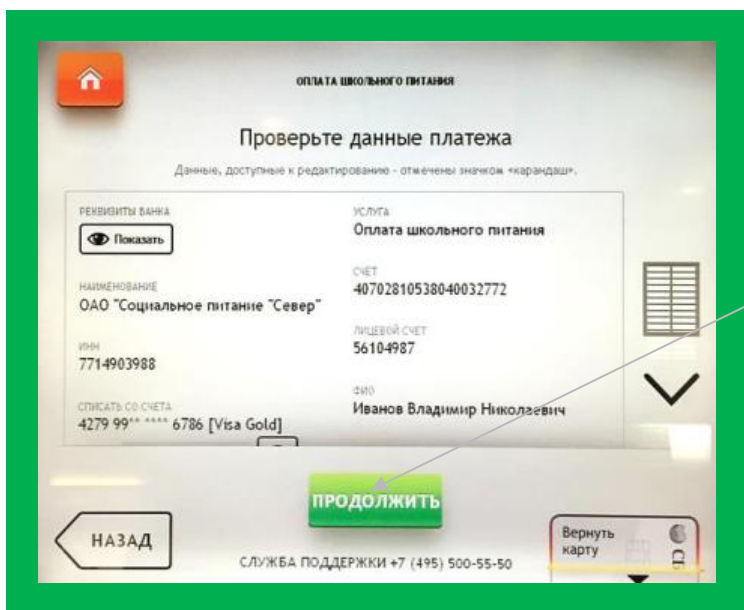 ОПЛАТА ШКОЛЬНОГО ПИТАНИЯ
Проверьте данные платежа
Данные, доступные к редактированию - отмечены значком «карандаш».
РЕКВИЗИТЫ БАНКА
Показать
НАИМЕНОВАНИЕ
ОАО "Социальное питание "Север"
ИНН
7714903988
СПИСАТЬ СО СЧЕТА
4279 99** **** 6786 [Visa Gold]
УСЛУГА
Оплата школьного питания
СЧЕТ
40702810538040032772
ЛИЦЕВОЙ СЧЕТ
56104987
ФИО
Иванов Владимир Николаевич
ПРОДОЛЖИТЬ
НАЗАД
СЛУЖБА ПОДДЕРЖКИ +7 (495) 500-55-50
Вернуть
карту